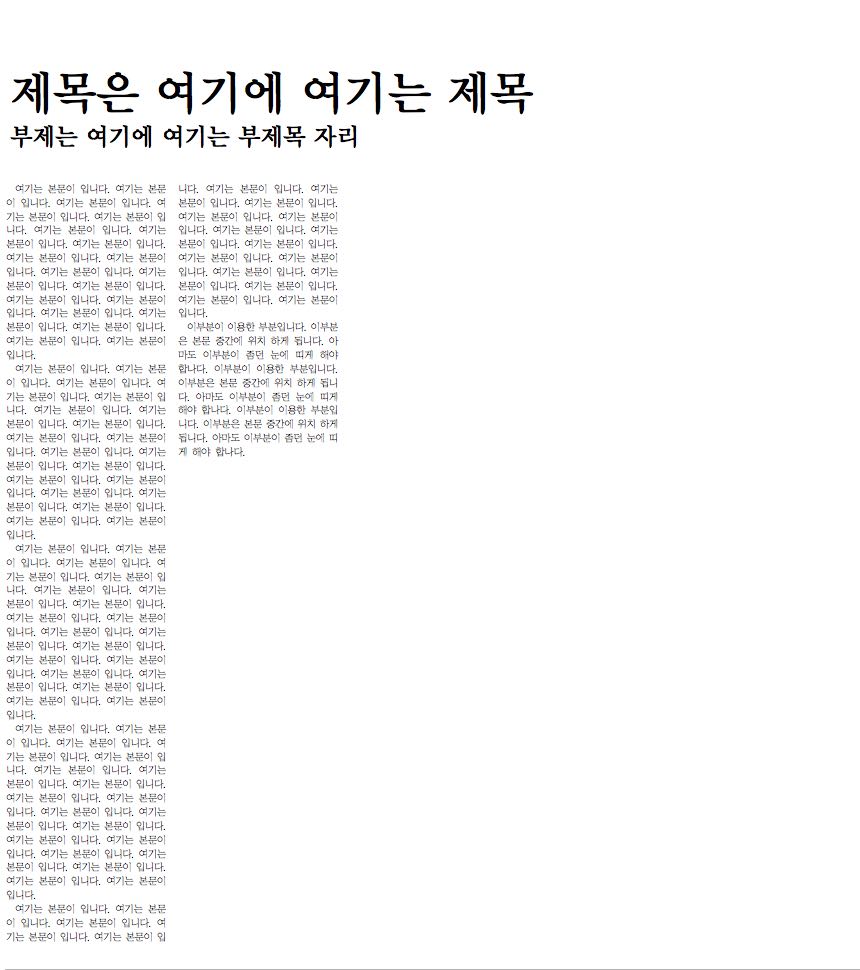 제목은 여기에 여기는 제목
부제는 여기에 여기는 부제목 자리
여기는 본문이 입니다. 여기는 본문
이 입니다. 여기는 본문이 입니다. 여
기는 본문이 입니다. 여기는 본문이 입
니다. 여기는 본문이 입니다. 여기는
본문이 입니다. 여기는 본문이 입니다.
여기는 본문이 입니다. 여기는 본문이
입니다. 여기는 본문이 입니다. 여기는
본문이 입니다. 여기는 본문이 입니다.
여기는 본문이 입니다. 여기는 본문이
입니다. 여기는 본문이 입니다. 여기는
본문이 입니다. 여기는 본문이 입니다.
여기는 본문이 입니다. 여기는 본문이
입니다.
여기는 본문이 입니다. 여기는 본문
이 입니다. 여기는 본문이 입니다. 여
기는 본문이 입니다. 여기는 본문이 입
니다. 여기는 본문이 입니다. 여기는
본문이 입니다. 여기는 본문이 입니다.
여기는 본문이 입니다. 여기는 본문이
입니다. 여기는 본문이 입니다. 여기는
본문이 입니다. 여기는 본문이 입니다.
여기는 본문이 입니다. 여기는 본문이
입니다. 여기는 본문이 입니다. 여기는
본문이 입니다. 여기는 본문이 입니다.
여기는 본문이 입니다. 여기는 본문이
입니다.
여기는 본문이 입니다. 여기는 본문
이 입니다. 여기는 본문이 입니다. 여
기는 본문이 입니다. 여기는 본문이 입
니다. 여기는 본문이 입니다. 여기는
본문이 입니다. 여기는 본문이 입니다.
여기는 본문이 입니다. 여기는 본문이
입니다. 여기는 본문이 입니다. 여기는
본문이 입니다. 여기는 본문이 입니다.
여기는 본문이 입니다. 여기는 본문이
입니다. 여기는 본문이 입니다. 여기는
본문이 입니다. 여기는 본문이 입니다.
여기는 본문이 입니다. 여기는 본문이
입니다.
여기는 본문이 입니다. 여기는 본문
이 입니다. 여기는 본문이 입니다. 여
기는 본문이 입니다. 여기는 본문이 입
니다. 여기는 본문이 입니다. 여기는
본문이 입니다. 여기는 본문이 입니다.
여기는 본문이 입니다. 여기는 본문이
입니다. 여기는 본문이 입니다. 여기는
본문이 입니다. 여기는 본문이 입니다.
여기는 본문이 입니다. 여기는 본문이
입니다. 여기는 본문이 입니다. 여기는
본문이 입니다. 여기는 본문이 입니다.
여기는 본문이 입니다. 여기는 본문이
입니다.
여기는 본문이 입니다. 여기는 본문
이 입니다. 여기는 본문이 입니다. 여
기는 본문이 입니다. 여기는 본문이 입
니다. 여기는 본문이 입니다. 여기는
본문이 입니다. 여기는 본문이 입니다.
여기는 본문이 입니다. 여기는 본문이
입니다. 여기는 본문이 입니다. 여기는
본문이 입니다. 여기는 본문이 입니다.
여기는 본문이 입니다. 여기는 본문이
입니다. 여기는 본문이 입니다. 여기는
본문이 입니다. 여기는 본문이 입니다.
여기는 본문이 입니다. 여기는 본문이
입니다.
이부분이 이용한 부분입니다. 이부분
은 본문 중간에 위치 하게 됩니다. 아
마도 이부분이 좀던 눈에 띠게 해야
합나다. 이부분이 이용한 부분입니다.
이부분은 본문 중간에 위치 하게 됩니
다. 아마도 이부분이 좀던 눈에 띠게
해야 합나다. 이부분이 이용한 부분입
니다. 이부분은 본문 중간에 위치 하게
됩니다. 아마도 이부분이 좀던 눈에 띠
게 해야 합나다.